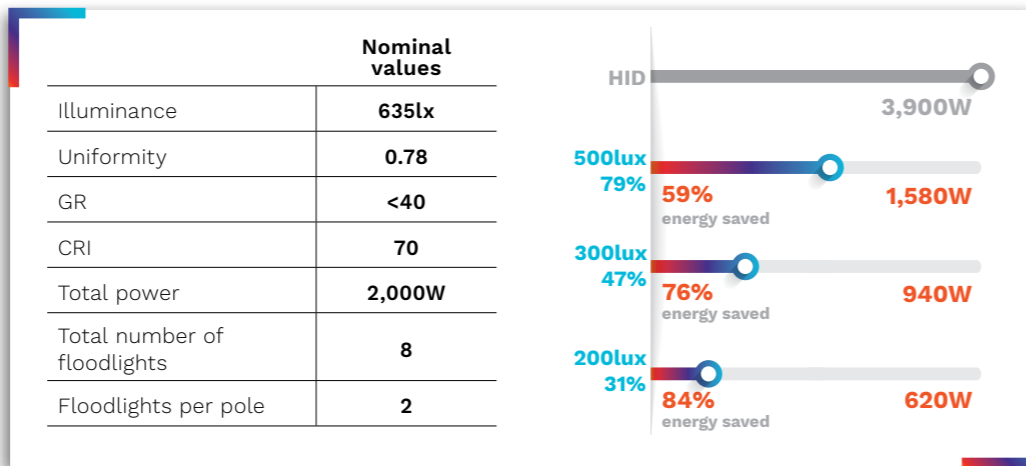 Nominal
values
Illuminance 635lx
Uniformity 0.78
GR <40
CRI 70
Total power 2,000W
Total number of
floodlights 8
Floodlights per pole 2
HID
3,900W
500lux
79%
59%
energy saved
1,580W
300lux
47%
76%
energy saved
940W
200lux
31%
84%
energy saved
620W